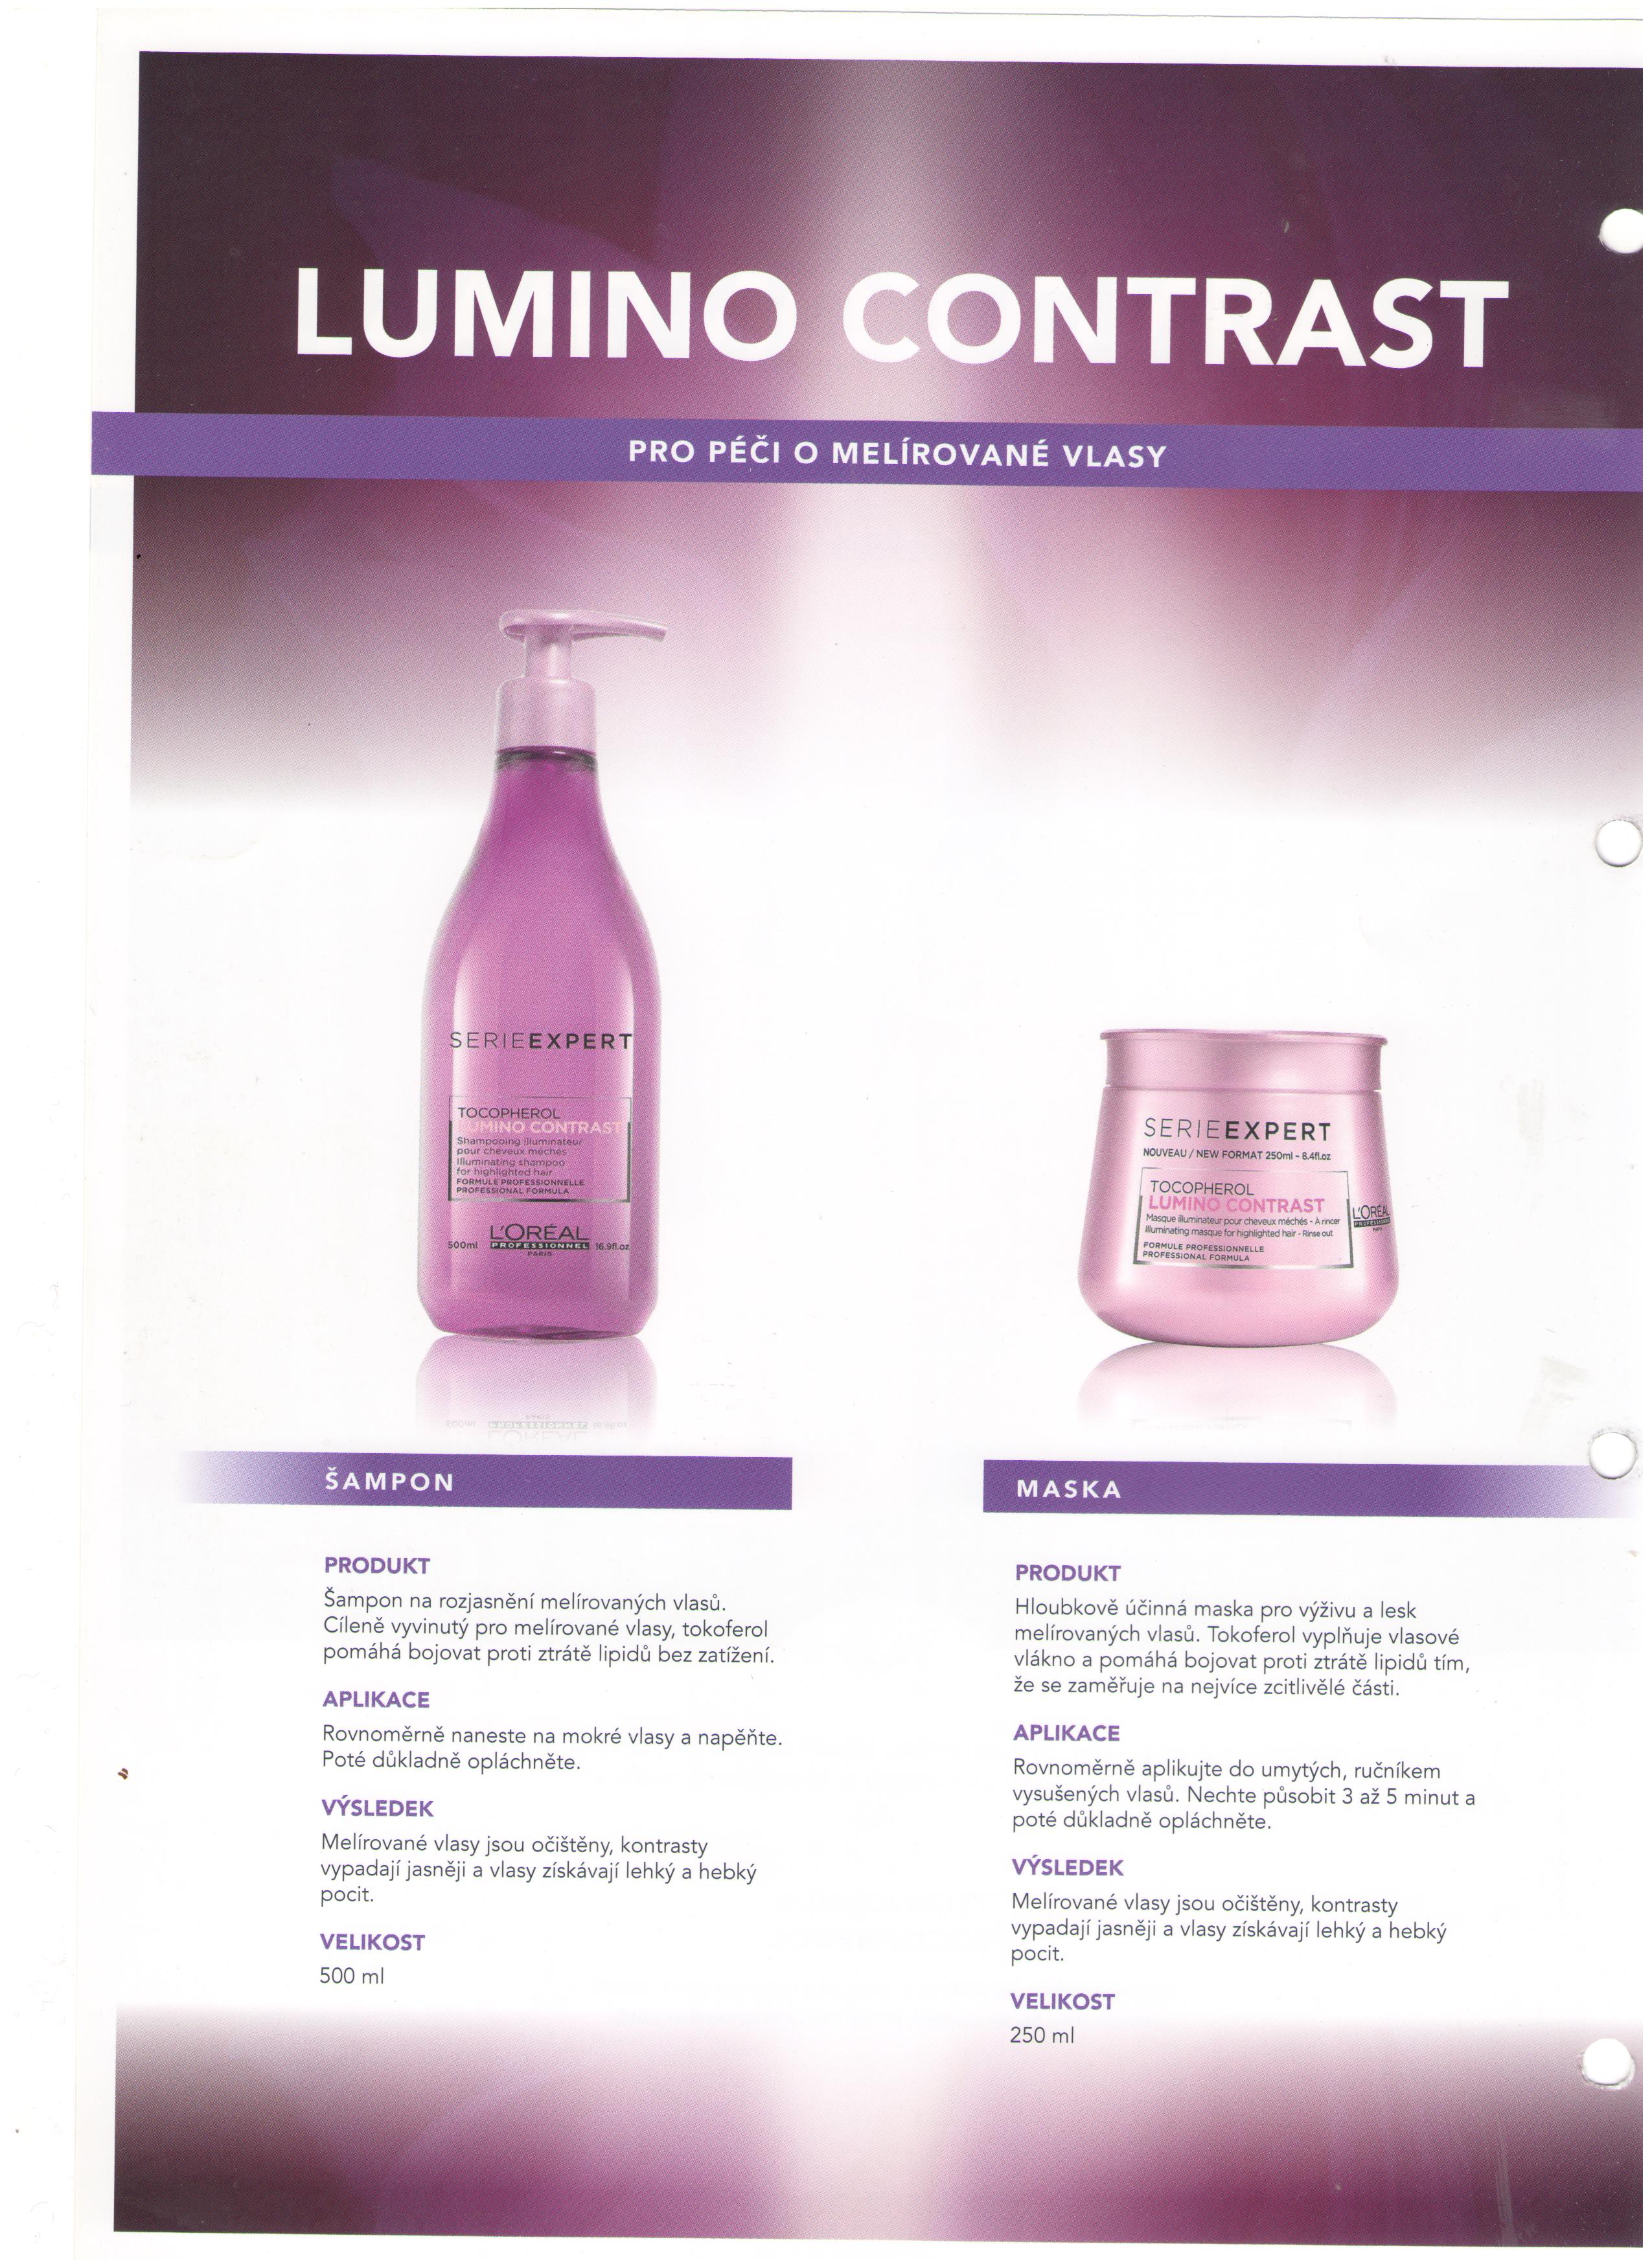 LUMINO CONTRAST
PRO PÉČI O MELÍROVANÉ VLASY
SERIEEXPERT
TOCOPHEROL
LUMINO CONTRAST
Shampooing illuminateur
pour cheveux méchés
Illuminating shampoo
for highlighted hair
FORMULE PROFESSIONNELLE
PROFESSIONAL FORMULA
L'ORÉAL
500ml PROFESSIONNEL 16.9fl.oz
PARIS
SERIEEXPERT
NOUVEAU / NEW FORMAT 250ml - 8.4fl.oz
TOCOPHEROL
LUMINO CONTRAST
Masque illuminateur pour cheveux méchés - À rincer
Illuminating masque for highlighted hair - Rinse out
FORMULE PROFESSIONNELLE
PROFESSIONAL FORMULA
L'ORÉAL
ŠAMPON
PRODUKT
Šampon na rozjasnění melírovaných vlasů.
Cíleně vyvinutý pro melírované vlasy, tokoferol
pomáhá bojovat proti ztrátě lipidů bez zatížení.
APLIKACE
Rovnoměrně naneste na mokré vlasy a napěňte.
Poté důkladně opláchněte.
VÝSLEDEK
Melírované vlasy jsou očištěny, kontrasty
vypadají jasněji a vlasy získávají lehký a hebký
pocit.
VELIKOST
500 ml
MASKA
PRODUKT
Hloubkově účinná maska pro výživu a lesk
melírovaných vlasů. Tokoferol vyplňuje vlasové
vlákno a pomáhá bojovat proti ztrátě lipidů tím,
že se zaměřuje na nejvíce zcitlivělé části.
APLIKACE
Rovnoměrně aplikujte do umytých, ručníkem
vysušených vlasů. Nechte působit 3 až 5 minut a
poté důkladně opláchněte.
VÝSLEDEK
Melírované vlasy jsou očištěny, kontrasty
vypadají jasněji a vlasy získávají lehký a hebký
pocit.
VELIKOST
250 ml